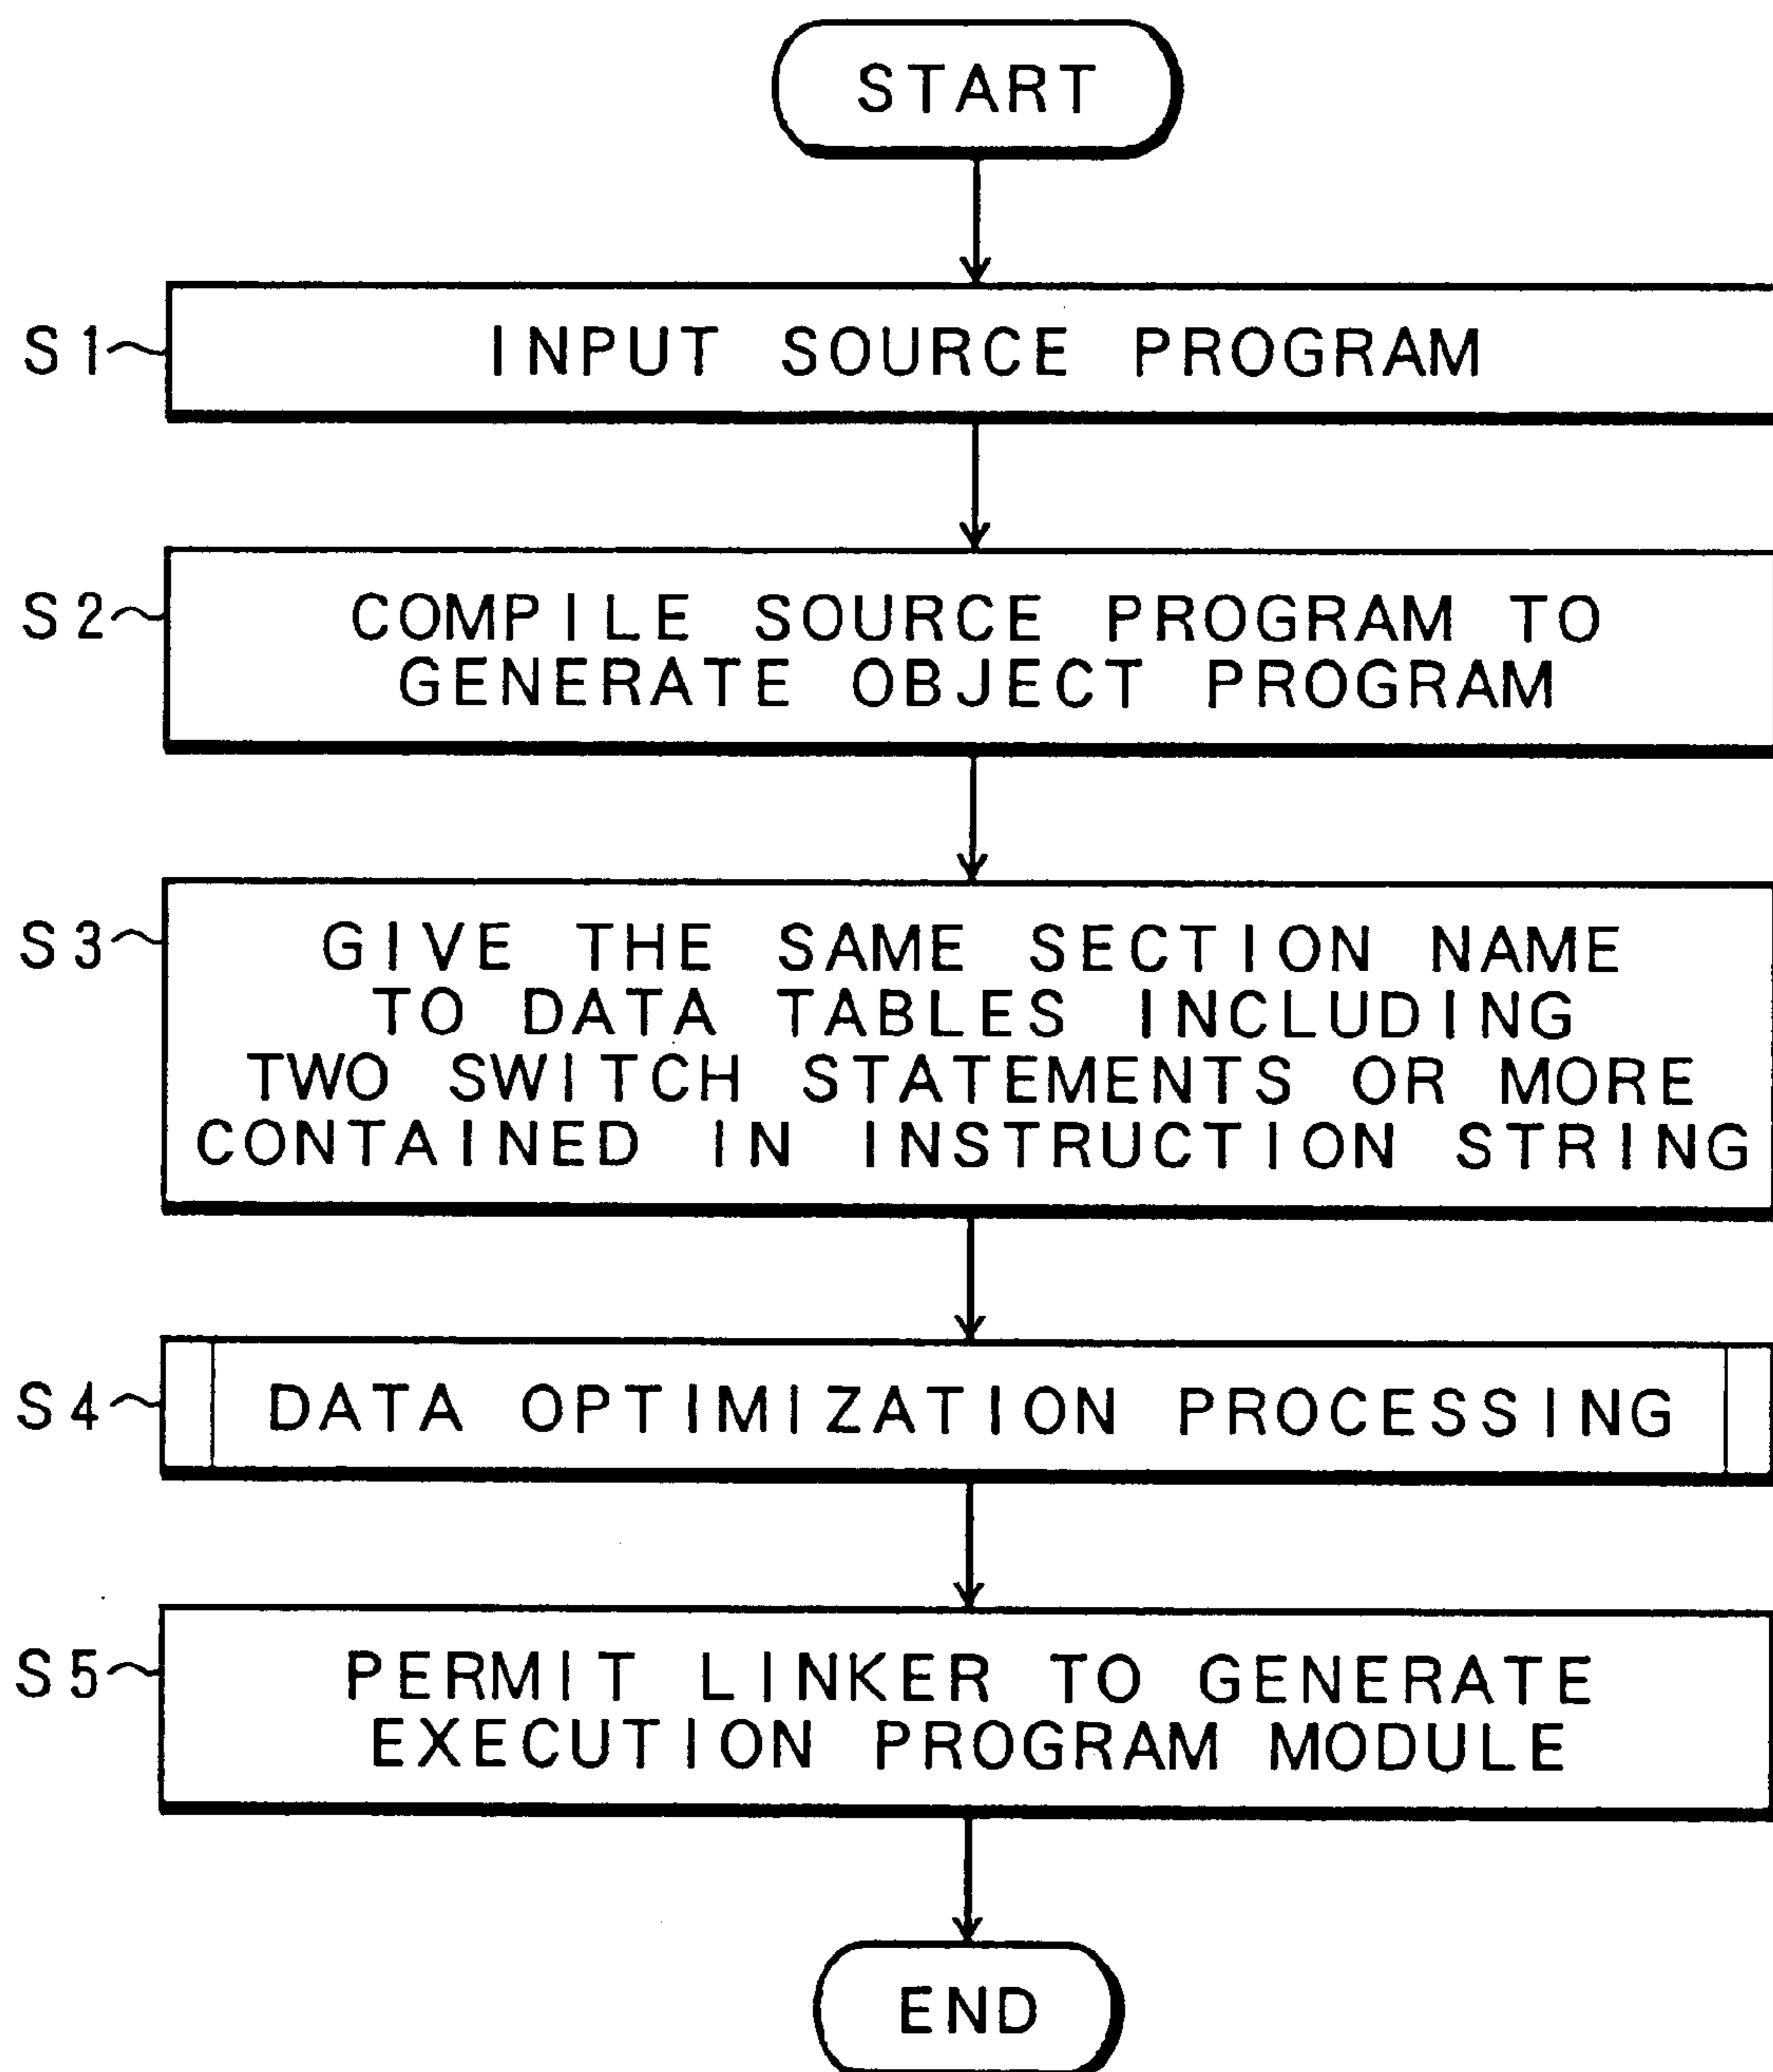 START
S1
INPUT SOURCE PROGRAM
S2
COMPILE SOURCE PROGRAM TO
GENERATE OBJECT PROGRAM
S3
GIVE THE SAME SECTION NAME
TO DATA TABLES INCLUDING
TWO SWITCH STATEMENTS OR MORE
CONTAINED IN INSTRUCTION STRING
S4
DATA OPTIMIZATION PROCESSING
S5
PERMIT LINKER TO GENERATE
EXECUTION PROGRAM MODULE
END